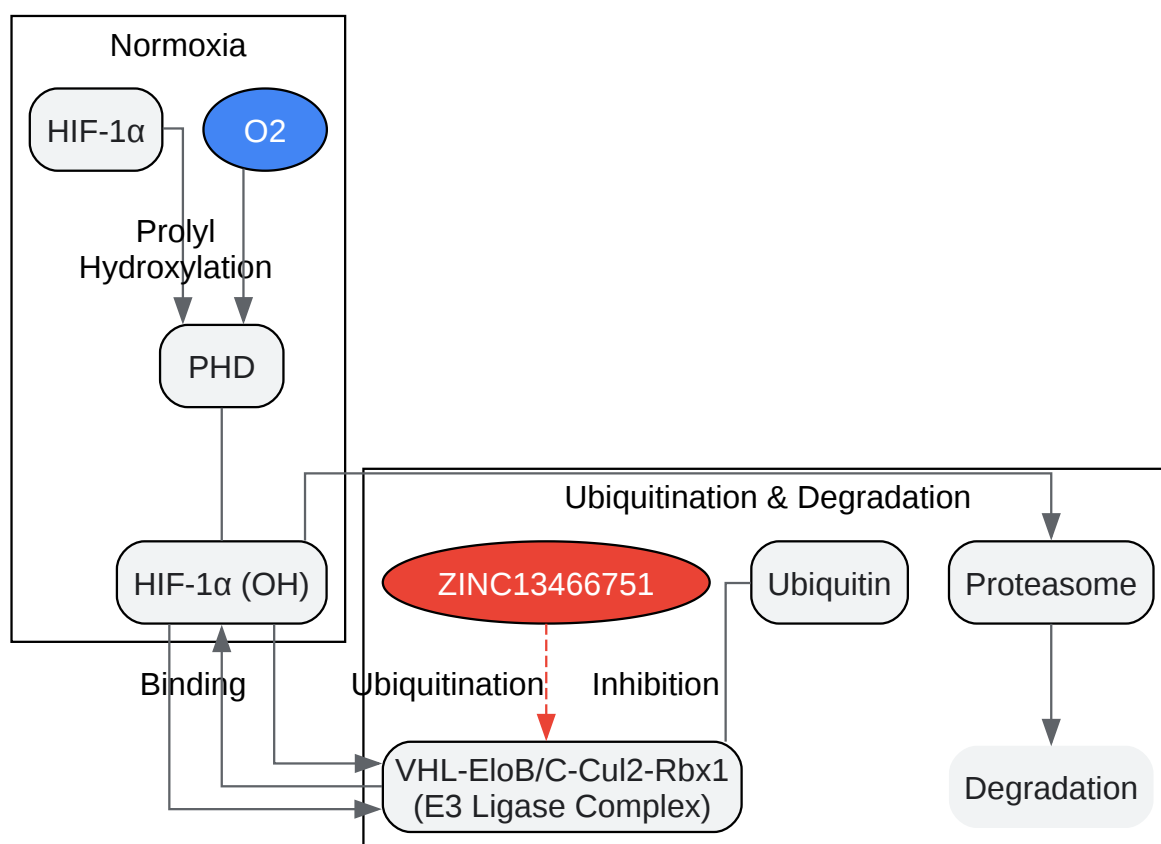 Normoxia
HIF-1α
O2
Prolyl
Hydroxylation
PHD
Ubiquitination & Degradation
HIF-1α (OH)
ZINC13466751
Ubiquitin
Proteasome
Binding
Ubiquitination
Inhibition
VHL-EloB/C-Cul2-Rbx1
(E3 Ligase Complex)
Degradation